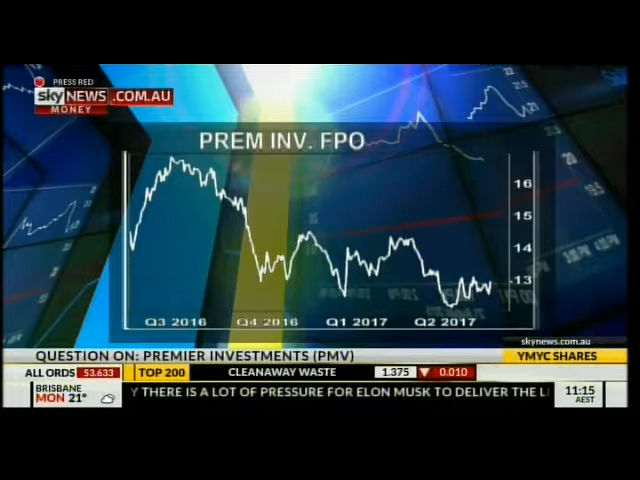 PRESS RED
sky NEWS .COM.AU
MONEY
PREM INV. FPO
16
15
14
13
Q3 2016 Q4 2016 Q1 2017 Q2 2017
skynews.com.au
QUESTION ON: PREMIER INVESTMENTS (PMV) YMYC SHARES
ALL ORDS 53.633 TOP 200 CLEANAWAY WASTE 1.375 0.010
BRISBANE
MON 21° Y THERE IS A LOT OF PRESSURE FOR ELON MUSK TO DELIVER THE 11:15
AEST